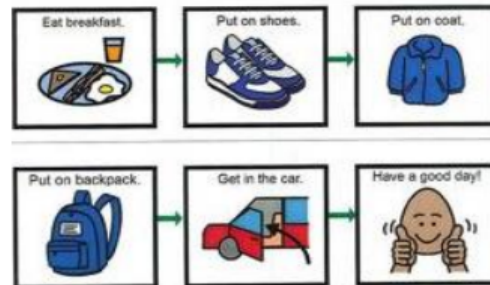 Eat breakfast.
Put on shoes.
Put on coat.
Put on backpack.
Get in the car.
Have a good day!